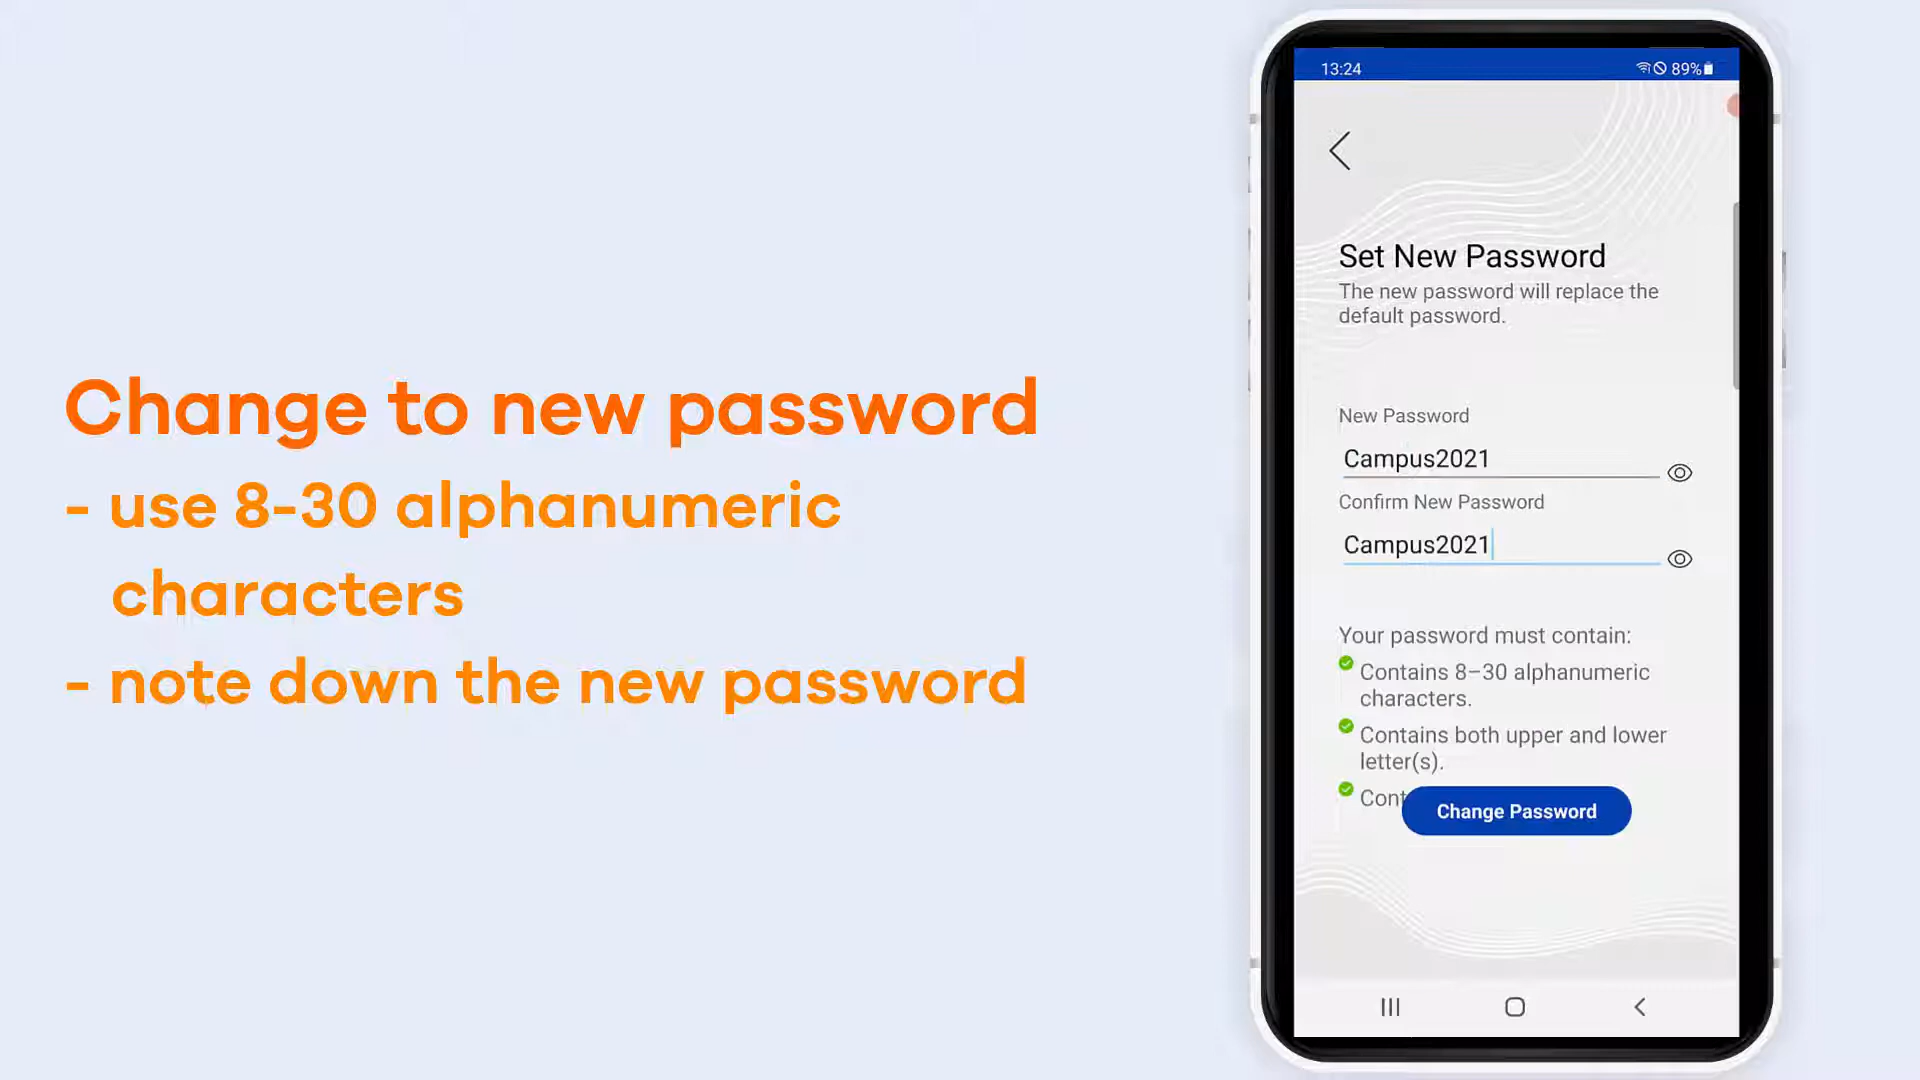 Change to new password
- use 8-30 alphanumeric
characters
- note down the new password
13:24
89%
Set New Password
The new password will replace the
default password.
New Password
Campus2021
Confirm New Password
Campus2021
Your password must contain:
Contains 8–30 alphanumeric
characters.
Contains both upper and lower
letter(s).
Cont
Change Password